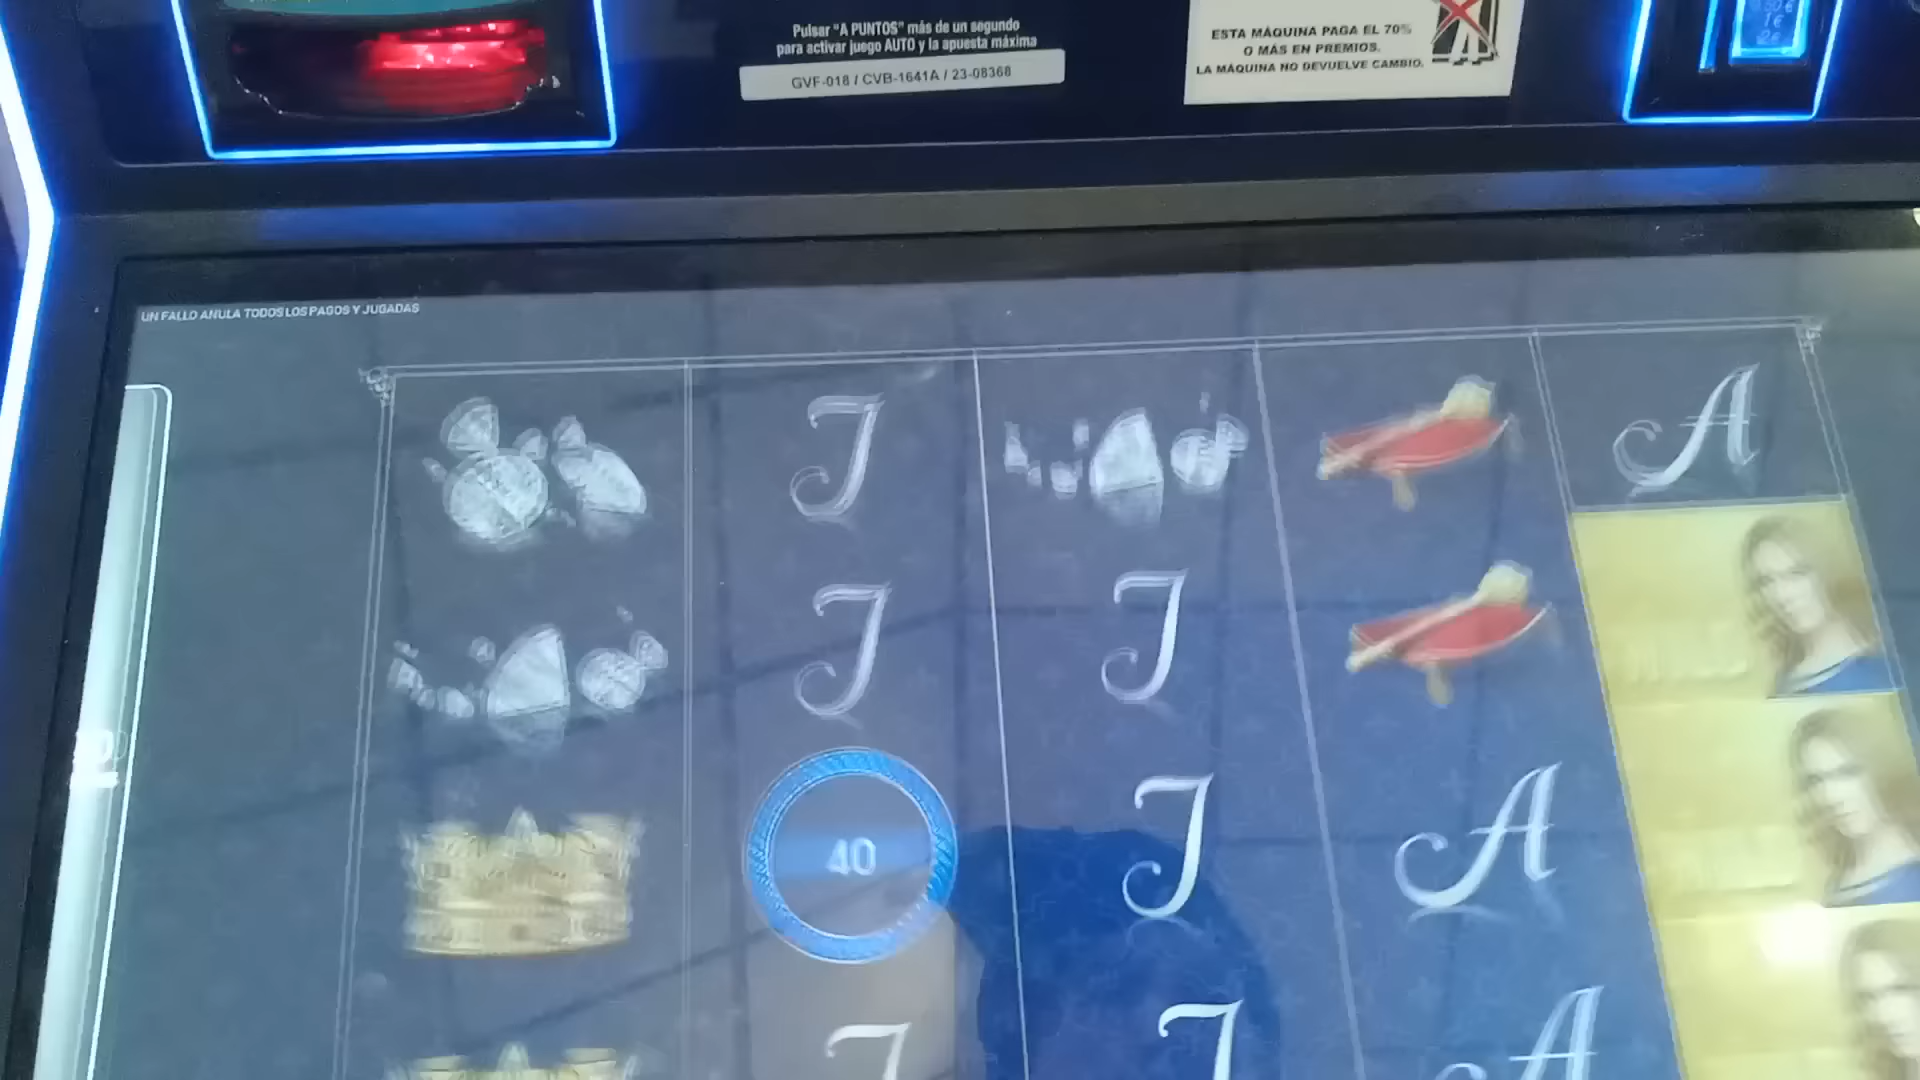 Pulsar "A PUNTOS" más de un segundo
para activar juego AUTO y la apuesta máxima
GVF-018 / CVB-1641A / 23-08368
ESTA MÁQUINA PAGA EL 70%
O MÁS EN PREMIOS.
LA MÁQUINA NO DEVUELVE CAMBIO.
1€
2€
UN FALLO ANULA TODOS LOS PAGOS Y JUGADAS
J A
J J
40 J A
J J A